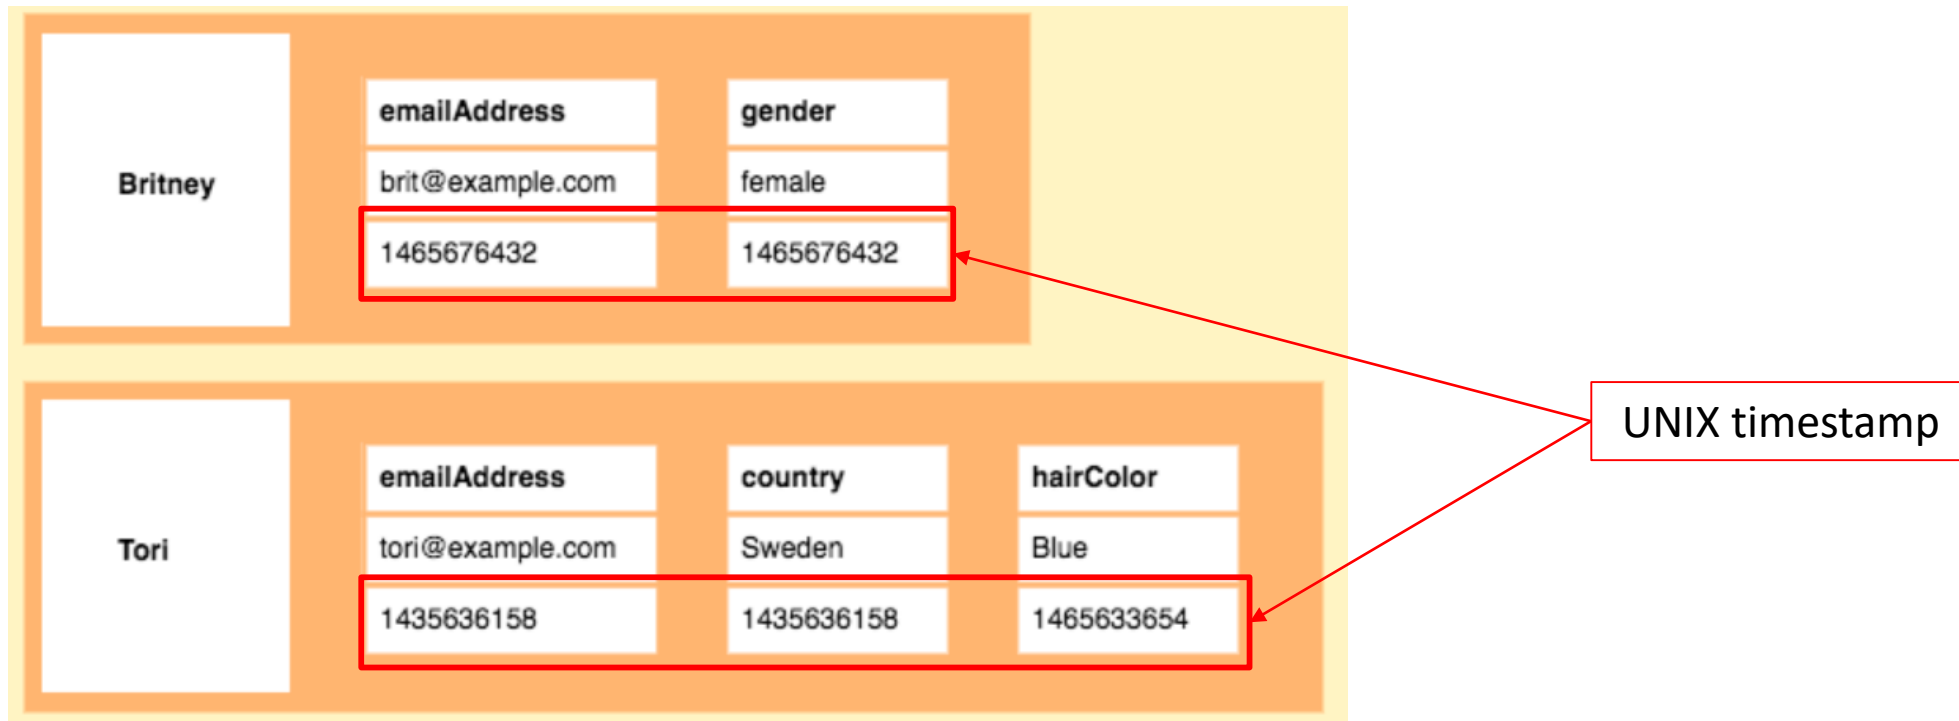 emailAddress gender
Britney brit@example.com female
1465676432 1465676432
UNIX timestamp
emailAddress country hairColor
Tori tori@example.com Sweden Blue
1435636158 1435636158 1465633654